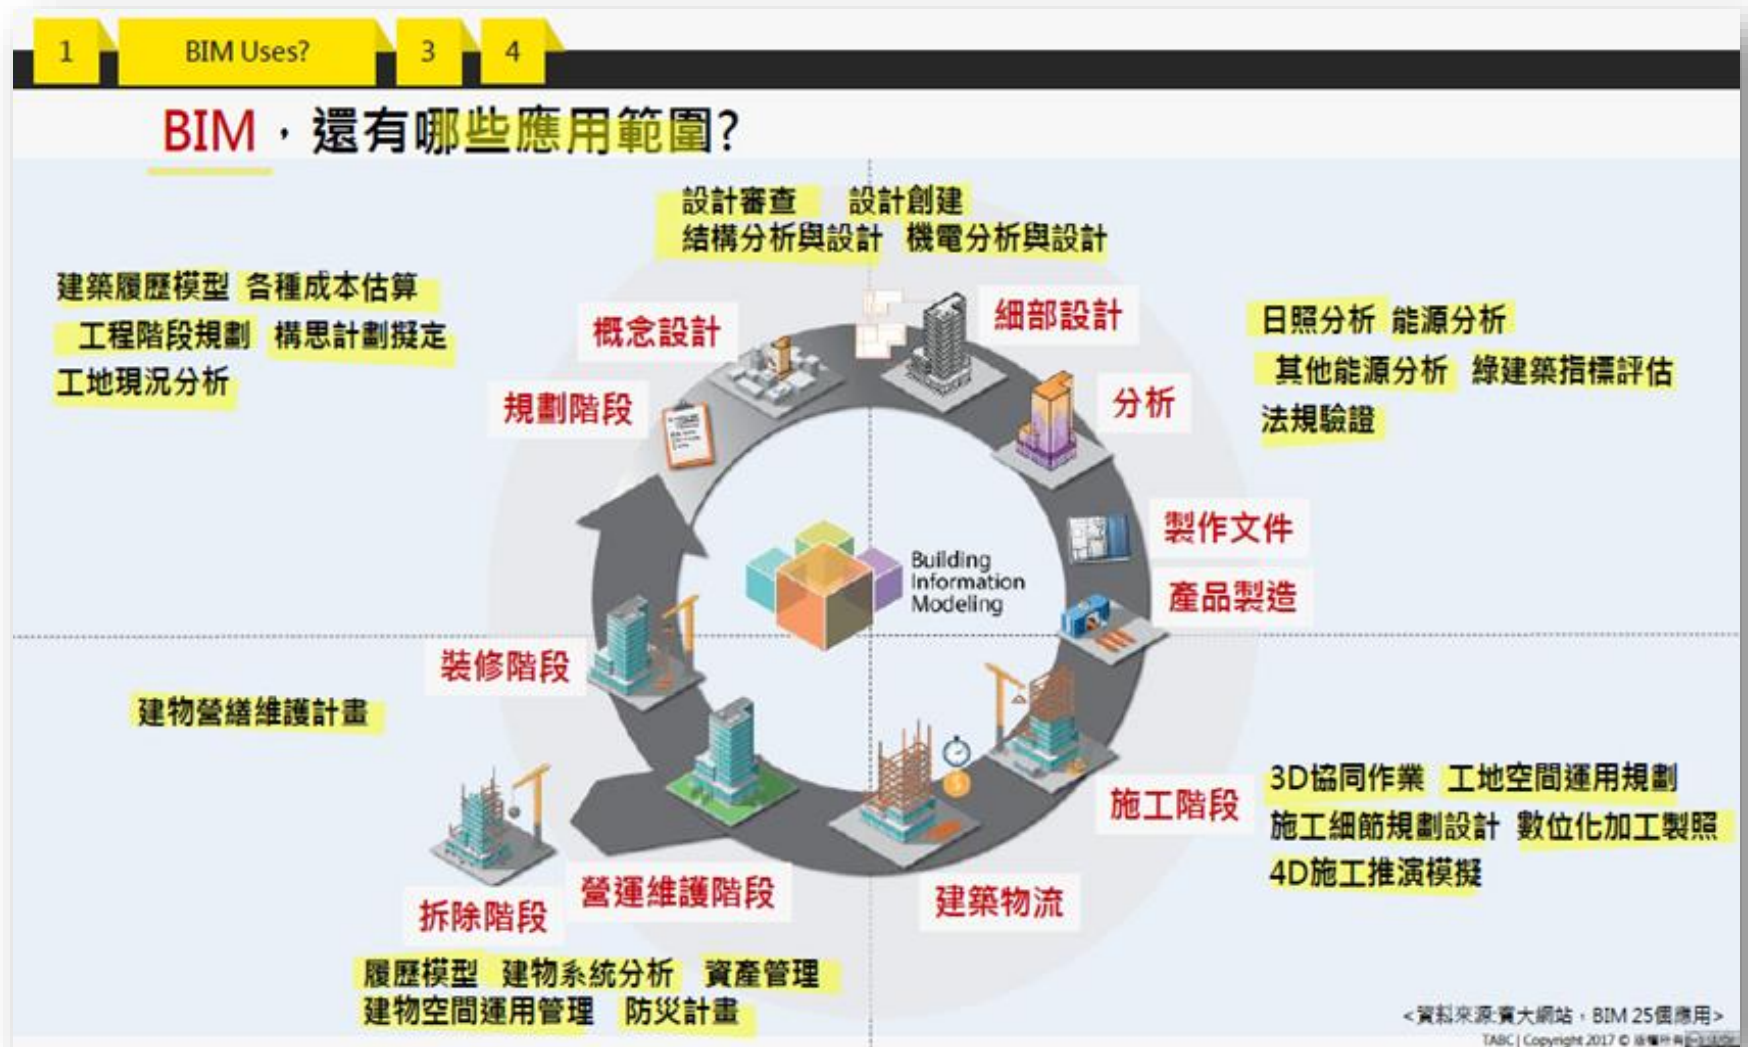 1
BIM Uses?
3
4
BIM，還有哪些應用範圍?
設計審查 設計創建
結構分析與設計 機電分析與設計
建築履歷模型 各種成本估算
工程階段規劃 構思計劃擬定
工地現況分析
概念設計
細部設計
規劃階段
分析
日照分析 能源分析
其他能源分析 綠建築指標評估
法規驗證
製作文件
產品製造
Building
Information
Modeling
裝修階段
建物營繕維護計畫
施工階段
3D協同作業 工地空間運用規劃
施工細節規劃設計 數位化加工製照
4D施工推演模擬
營運維護階段
建築物流
拆除階段
履歷模型 建物系統分析 資產管理
建物空間運用管理 防災計畫
<資料來源:賓大網站，BIM 25個應用>
TABC | Copyright 2017 © 版權所有